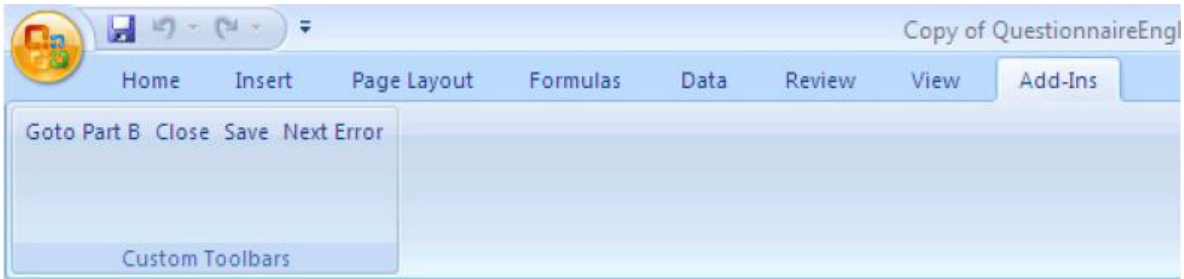 Copy of QuestionnaireEngl
Home Insert Page Layout Formulas Data Review View Add-Ins
Goto Part B Close Save Next Error
Custom Toolbars